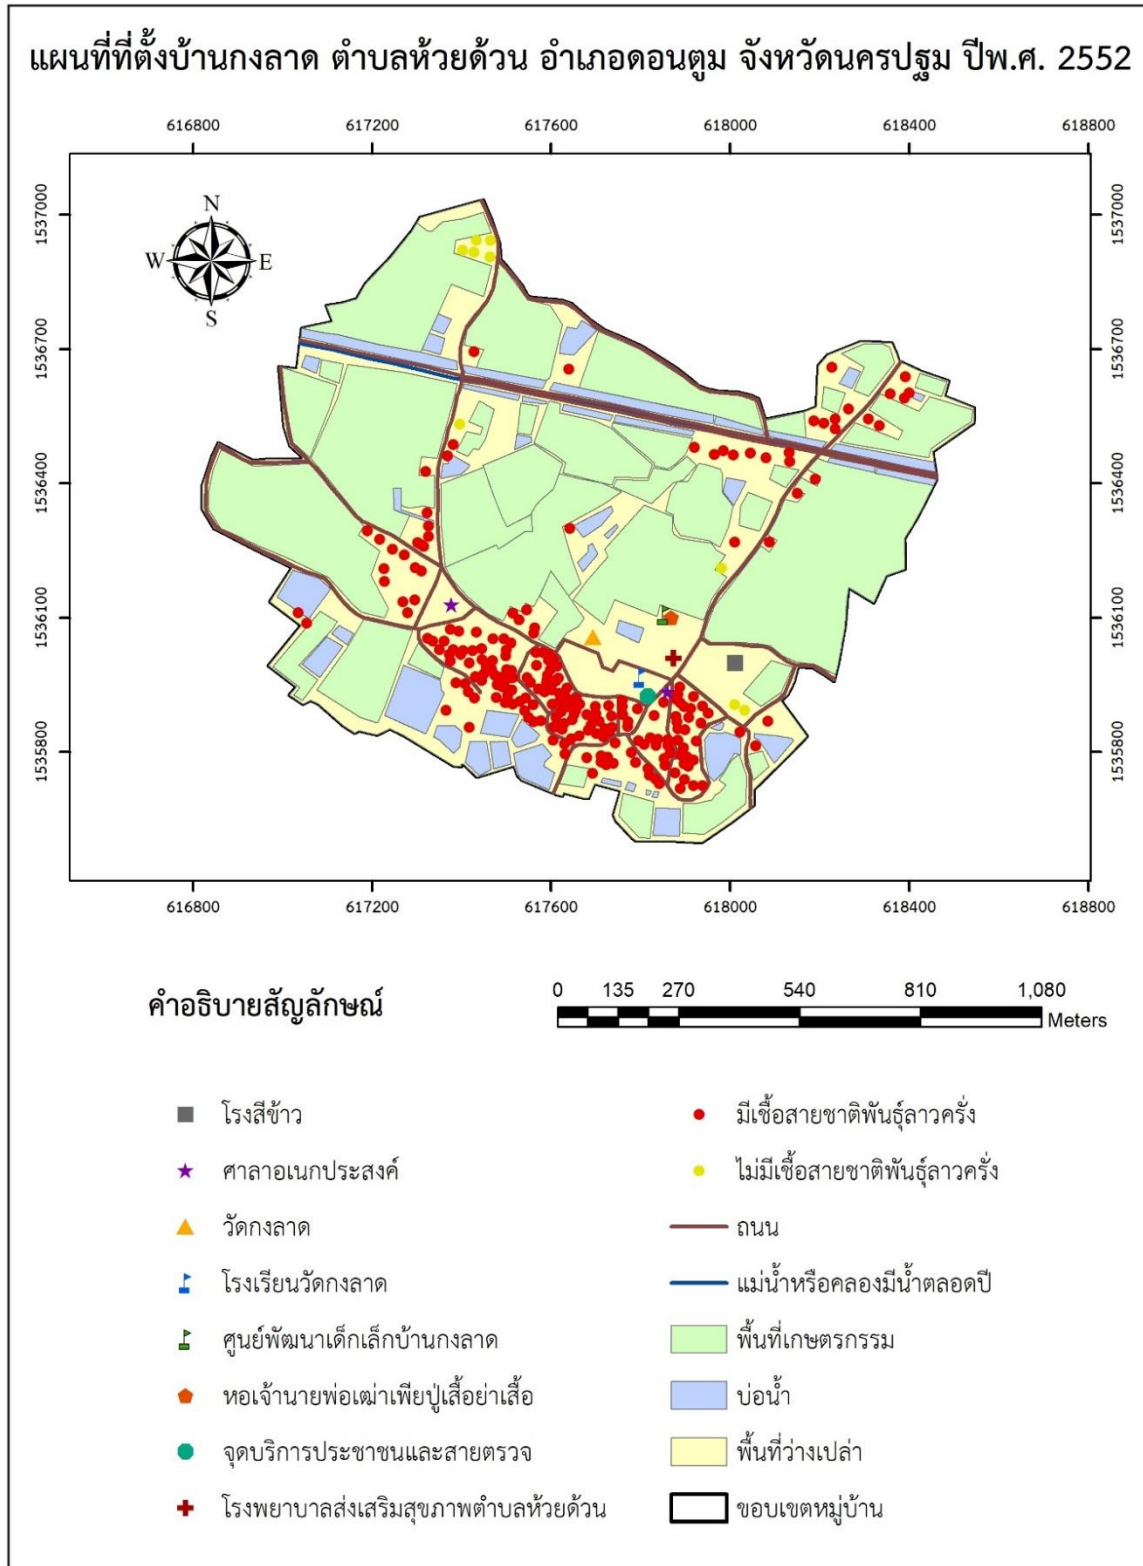 แผนที่ที่ตั้งบ้านกงลาด ตำบลห้วยด้วน อำเภอดอนตูม จังหวัดนครปฐม ปีพ.ศ. 2552
616800 617200 617600 618000 618400 618800
1537000 1537000
N
W E
S
1536700 1536700
1536400 1536400
1536100 1536100
1535800 1535800
616800 617200 617600 618000 618400 618800
คำอธิบายสัญลักษณ์
0 135 270 540 810 1,080
Meters
โรงสีข้าว
มีเชื้อสายชาติพันธุ์ลาวครั่ง
ศาลาอเนกประสงค์
ไม่มีเชื้อสายชาติพันธุ์ลาวครั่ง
วัดกงลาด
ถนน
โรงเรียนวัดกงลาด
แม่น้ำหรือคลองมีน้ำตลอดปี
ศูนย์พัฒนาเด็กเล็กบ้านกงลาด
พื้นที่เกษตรกรรม
หอเจ้านายพ่อเฒ่าเพียปู่เสื้อย่าเสื้อ
บ่อน้ำ
จุดบริการประชาชนและสายตรวจ
พื้นที่ว่างเปล่า
โรงพยาบาลส่งเสริมสุขภาพตำบลห้วยด้วน
ขอบเขตหมู่บ้าน